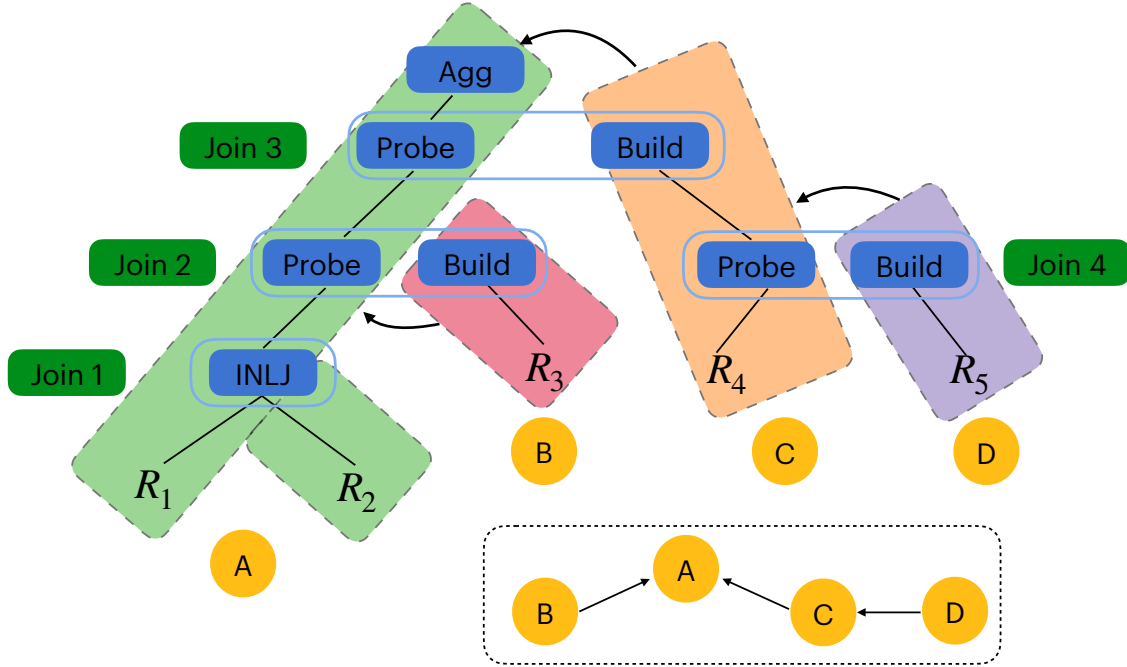 Agg
Join 3
Probe
Build
Join 2
Probe
Build
Probe
Build
Join 4
Join 1
INLJ
R3
R4
R5
R1
R2
B
C
D
A
A
B
C
D